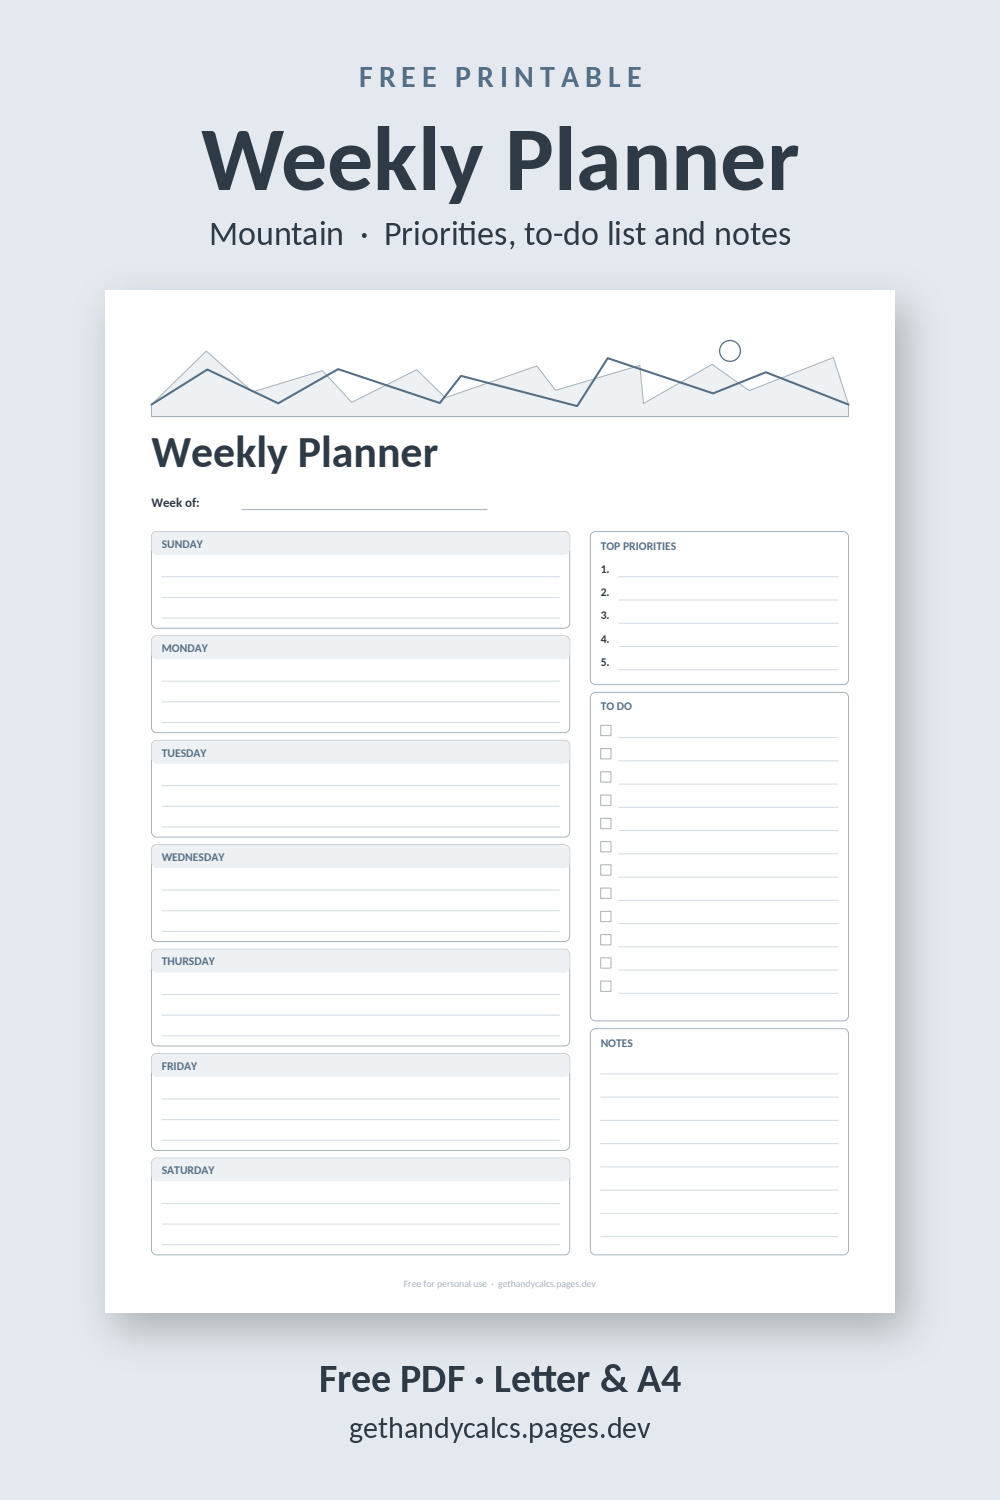 FREE PRINTABLE
Weekly Planner
Mountain · Priorities, to-do list and notes
Weekly Planner
Week of:
SUNDAY
MONDAY
TUESDAY
WEDNESDAY
THURSDAY
FRIDAY
SATURDAY
TOP PRIORITIES
1.
2.
3.
4.
5.
TO DO
NOTES
Free for personal use · gethandycalcs.pages.dev
Free PDF · Letter & A4
gethandycalcs.pages.dev